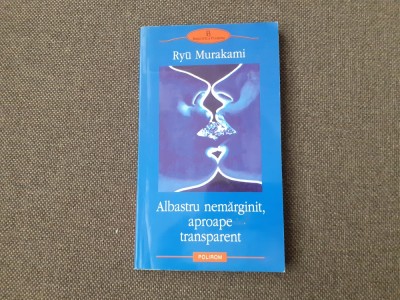 Ryū Murakami
Albastru nemărginit,
aproape
transparent
POLIROM